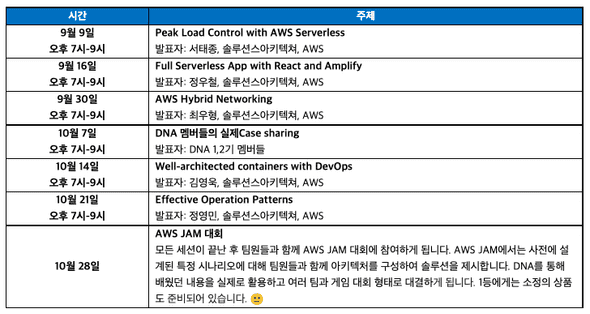 시간 주제
9월 9일
오후 7시-9시
Peak Load Control with AWS Serverless
발표자: 서태종, 솔루션스아키텍쳐, AWS
9월 16일
오후 7시-9시
Full Serverless App with React and Amplify
발표자: 정우철, 솔루션스아키텍쳐, AWS
9월 30일
오후 7시-9시
AWS Hybrid Networking
발표자: 최우형, 솔루션스아키텍쳐, AWS
10월 7일
오후 7시-9시
DNA 멤버들의 실제Case sharing
발표자: DNA 1,2기 멤버들
10월 14일
오후 7시-9시
Well-architected containers with DevOps
발표자: 김영욱, 솔루션스아키텍쳐, AWS
10월 21일
오후 7시-9시
Effective Operation Patterns
발표자: 정영민, 솔루션스아키텍쳐, AWS
10월 28일
AWS JAM 대회
모든 세션이 끝난 후 팀원들과 함께 AWS JAM 대회에 참여하게 됩니다. AWS JAM에서는 사전에 설
계된 특정 시나리오에 대해 팀원들과 함께 아키텍처를 구성하여 솔루션을 제시합니다. DNA를 통해
배웠던 내용을 실제로 활용하고 여러 팀과 게임 대회 형태로 대결하게 됩니다. 1등에게는 소정의 상품
도 준비되어 있습니다. 😐